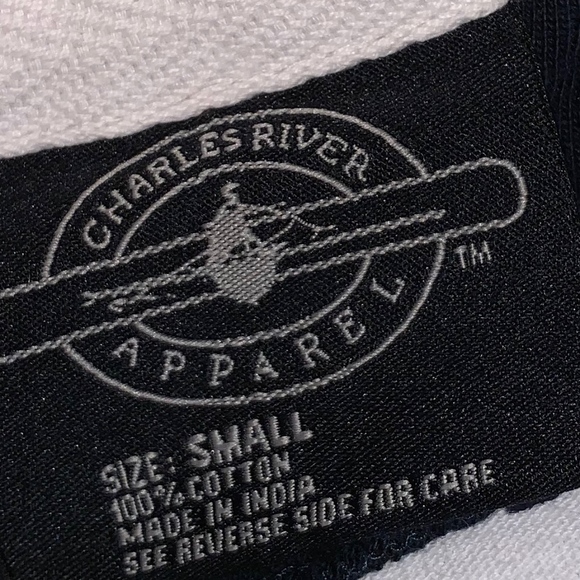 CHARLES RIVER
APPAREL
TM
SIZE: SMALL
100% COTTON
MADE IN INDIA
SEE REVERSE SIDE FOR CARE